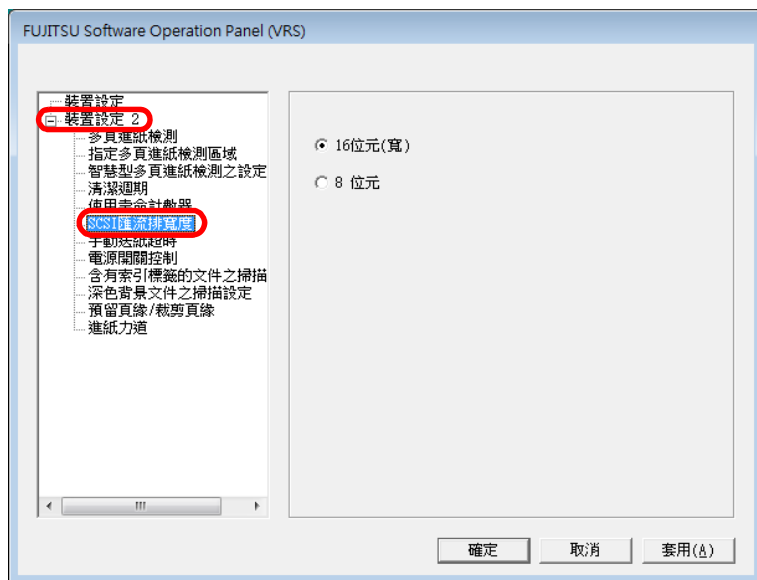 FUJITSU Software Operation Panel (VRS)
裝置設定
裝置設定 2
多頁進紙檢測
指定多頁進紙檢測區域
智慧型多頁進紙檢測之設定
清潔週期
使用壽命計數器
SCSI匯流排寬度
手動送紙超時
電源開關控制
含有索引標籤的文件之掃描
深色背景文件之掃描設定
預留頁緣/裁剪頁緣
進紙力道
16位元(寬)
8 位元
確定
取消
套用(A)